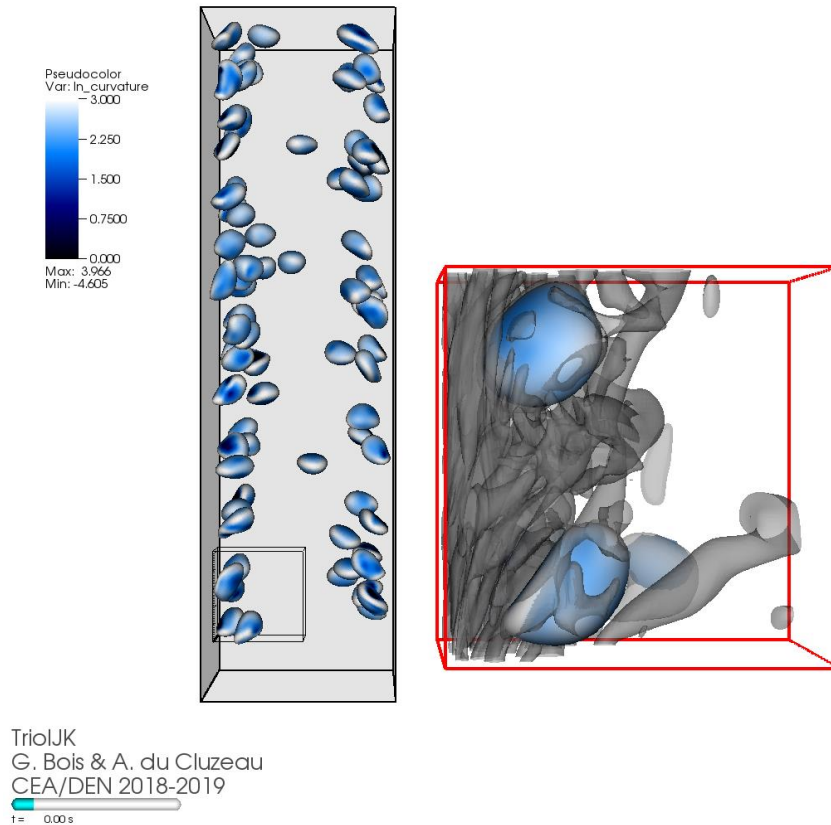 Pseudocolor
Var: ln_curvature
3.000
2.250
1.500
0.7500
0.000
Max: 3.966
Min: -4.605
TrioIJK
G. Bois & A. du Cluzeau
CEA/DEN 2018-2019
t = 0.00 s